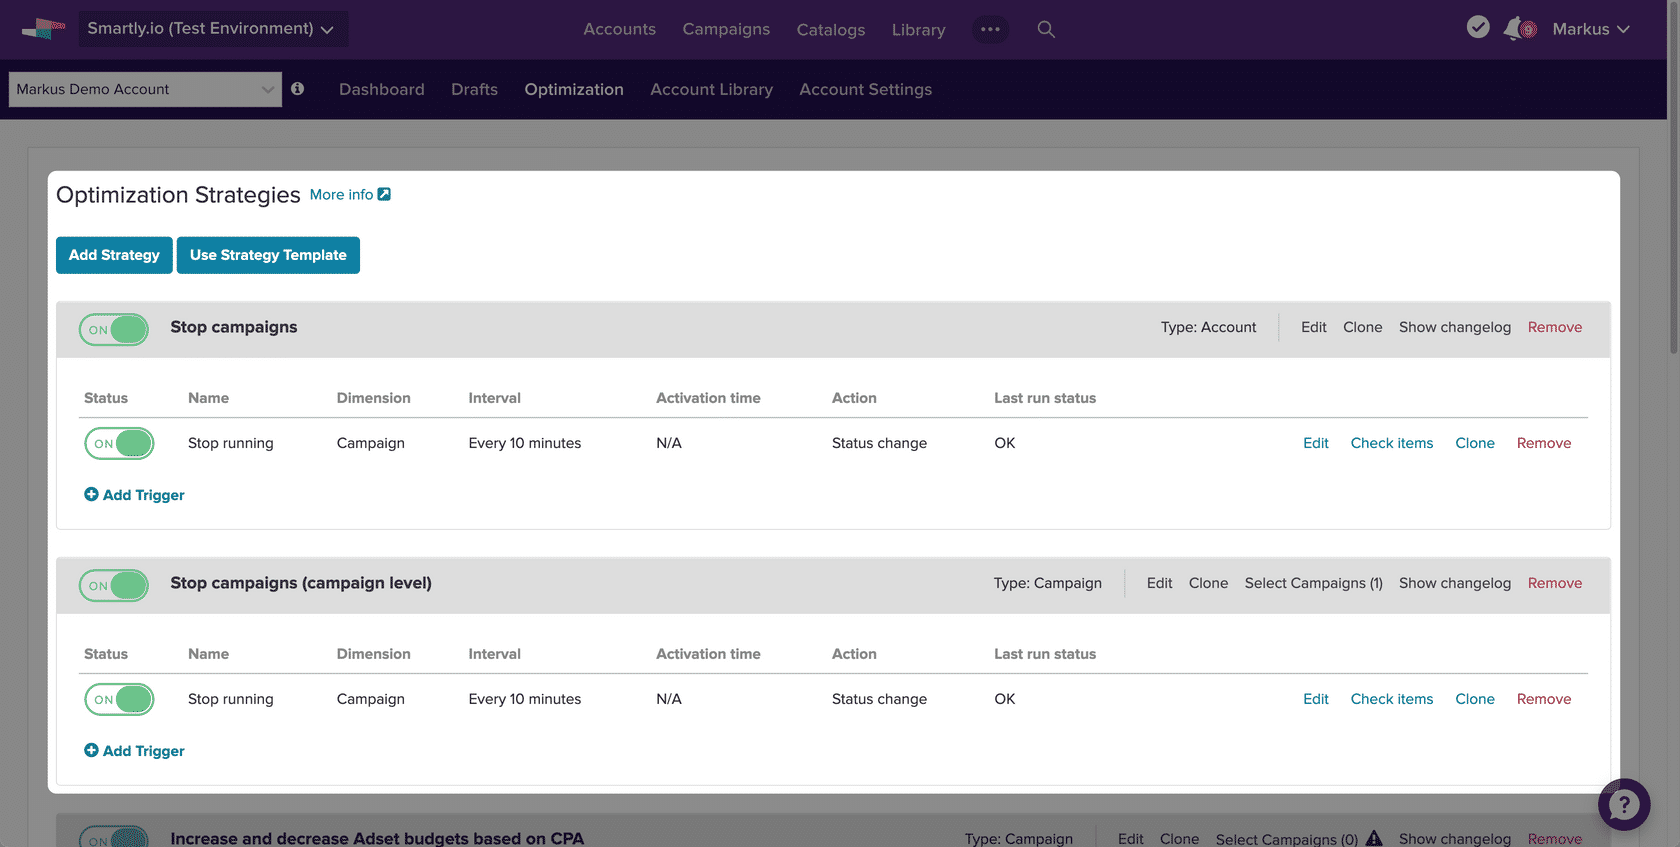 Smartly.io (Test Environment) Accounts Campaigns Catalogs Library ••• 9 Markus
Markus Demo Account Dashboard Drafts Optimization Account Library Account Settings
Optimization Strategies More info
Add Strategy Use Strategy Template
ON Stop campaigns Type: Account Edit Clone Show changelog Remove
Status Name Dimension Interval Activation time Action Last run status
ON Stop running Campaign Every 10 minutes N/A Status change OK Edit Check items Clone Remove
Add Trigger
ON Stop campaigns (campaign level) Type: Campaign Edit Clone Select Campaigns (1) Show changelog Remove
Status Name Dimension Interval Activation time Action Last run status
ON Stop running Campaign Every 10 minutes N/A Status change OK Edit Check items Clone Remove
Add Trigger
ON Increase and decrease Adset budgets based on CPA Type: Campaign Edit Clone Select Campaigns (0) Show changelog Remove